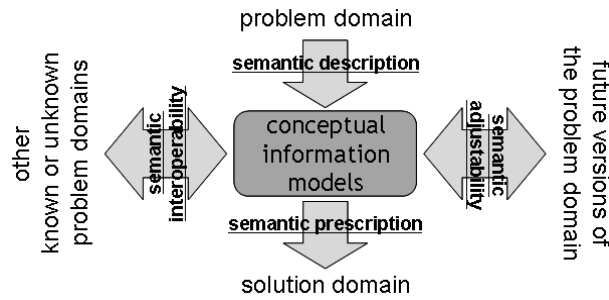 problem domain
semantic description
other
known or unknown
problem domains
semantic
interoperability
conceptual
information
models
semantic
adjustability
future versions of
the problem domain
semantic prescription
solution domain